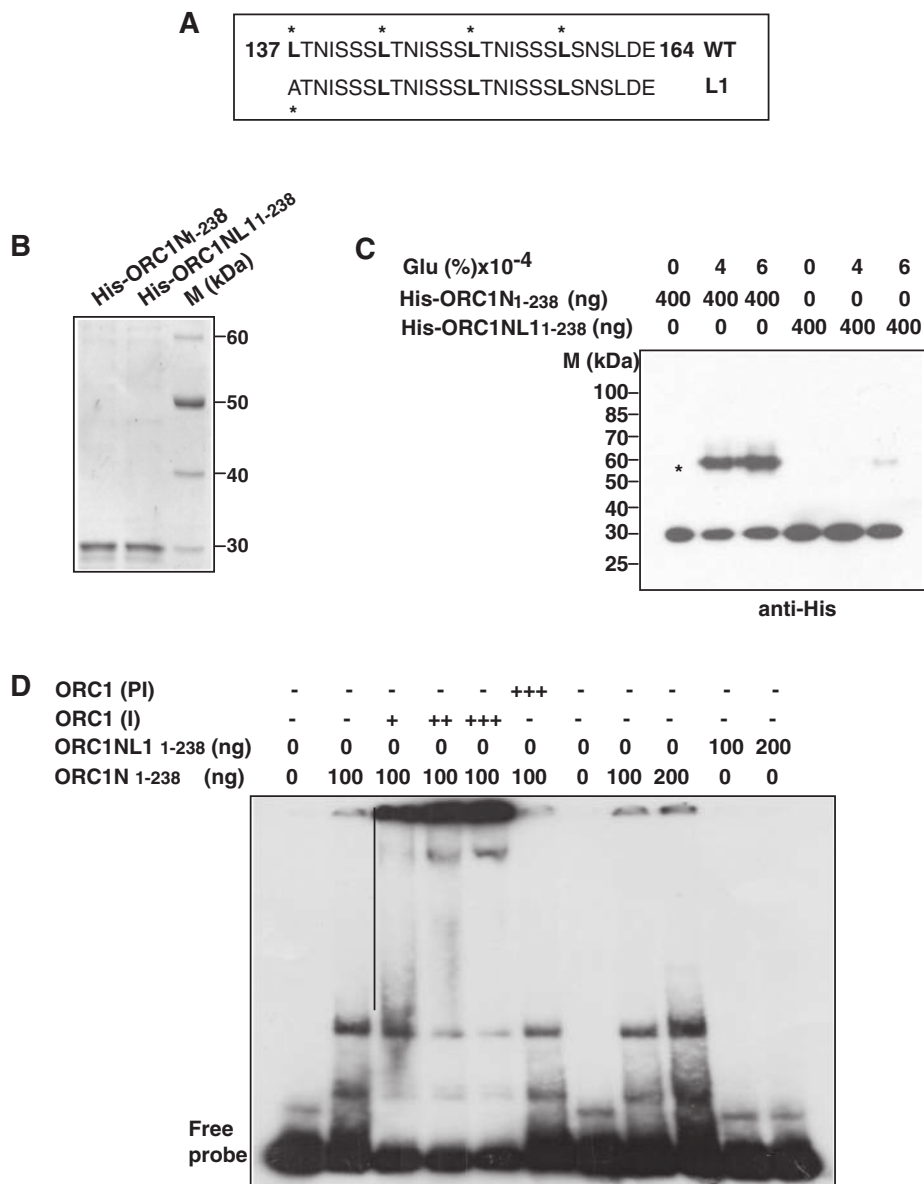 A
* * * *
137 LTNISSSLTNISSSLTNISSSLSNSLDE 164 WT
ATNISSSLTNISSSLTNISSSLSNSLDE L1
*
B
His-ORC1N1-238
His-ORC1NL11-238
M (kDa)
60
50
40
30
C
Glu (%)x10-4 0 4 6 0 4 6
His-ORC1N1-238 (ng) 400 400 400 0 0 0
His-ORC1NL11-238 (ng) 0 0 0 400 400 400
M (kDa)
100
85
70
60
*
50
40
30
25
anti-His
D
ORC1 (PI) - - - - - +++ - - - - -
ORC1 (I) - - + ++ +++ - - - - - -
ORC1NL1 1-238 (ng) 0 0 0 0 0 0 0 0 0 100 200
ORC1N 1-238 (ng) 0 100 100 100 100 100 0 100 200 0 0
Free
probe